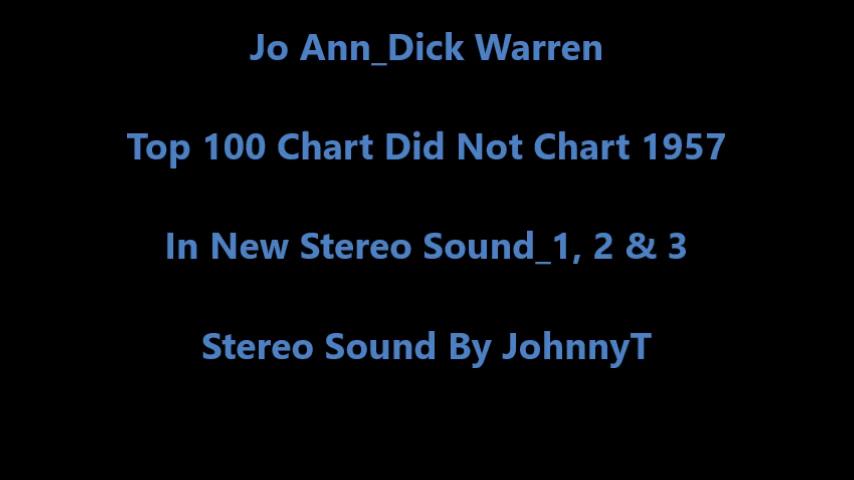 Jo Ann_Dick Warren
Top 100 Chart Did Not Chart 1957
In New Stereo Sound_1, 2 & 3
Stereo Sound By JohnnyT